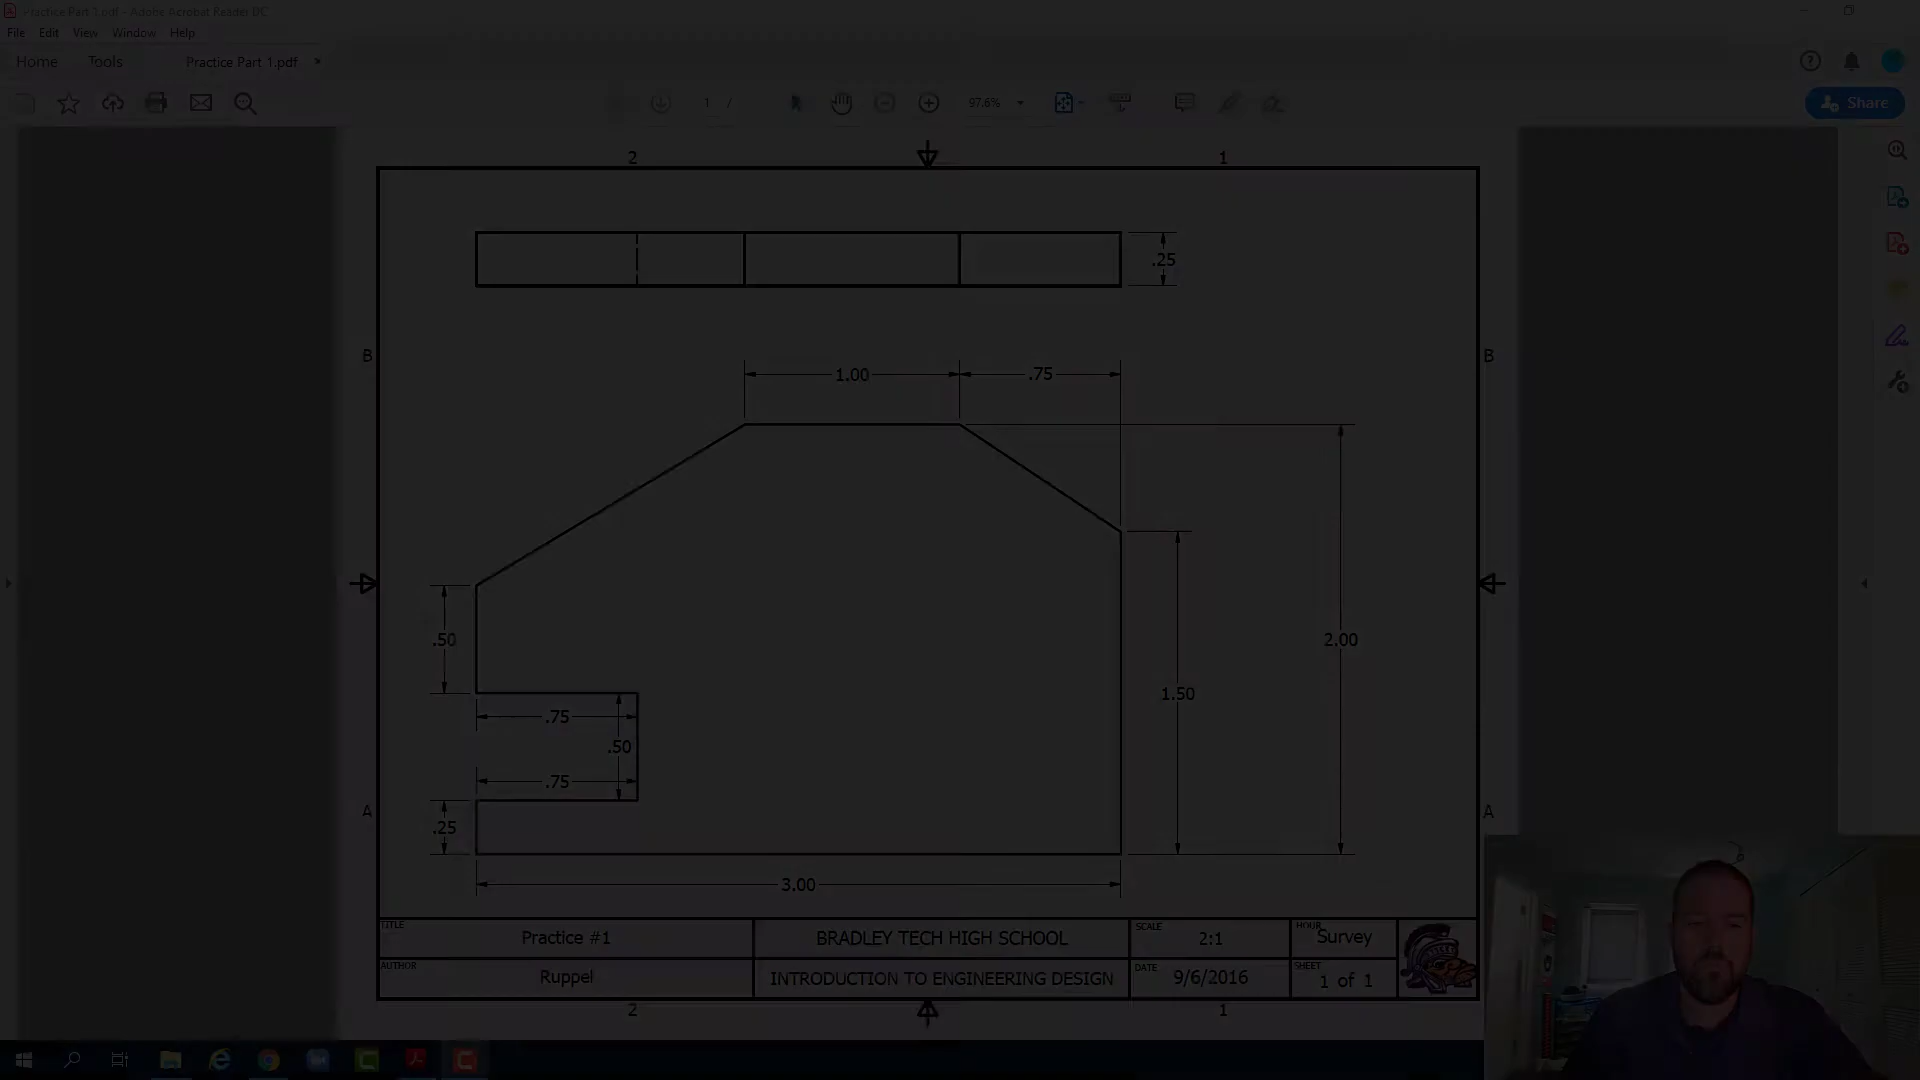 Practice Part 1.pdf - Adobe Acrobat Reader DC
File Edit View Window Help
Home Tools Practice Part 1.pdf ×
1 / 97.6% Share
2 1
.25
B B
1.00 .75
.50 2.00
1.50
.75
.50
.75
A A
.25
3.00
TITLE Practice #1 BRADLEY TECH HIGH SCHOOL SCALE 2:1 HOUR Survey
AUTHOR Ruppel INTRODUCTION TO ENGINEERING DESIGN DATE 9/6/2016 SHEET 1 of 1
2 1